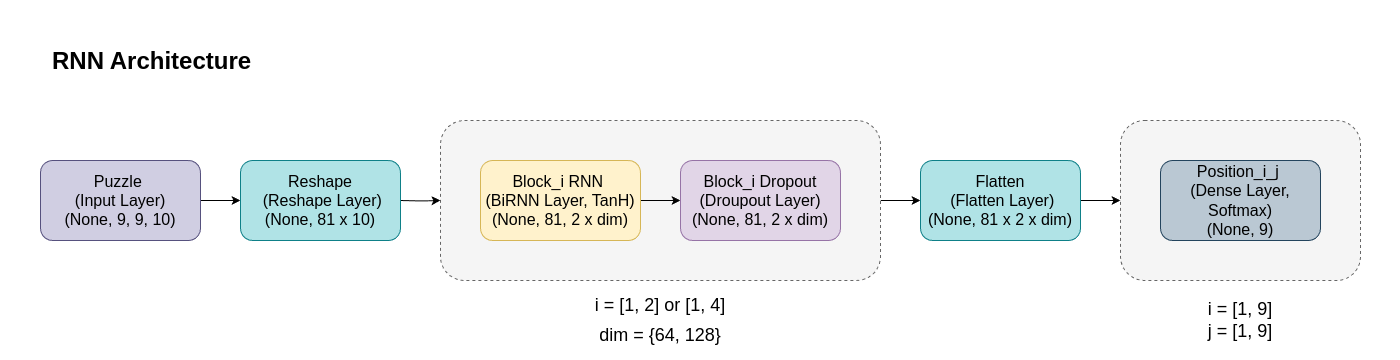 RNN Architecture
Puzzle
(Input Layer)
(None, 9, 9, 10)
Reshape
(Reshape Layer)
(None, 81 x 10)
Block_i RNN
(BiRNN Layer, TanH)
(None, 81, 2 x dim)
Block_i Dropout
(Droupout Layer)
(None, 81, 2 x dim)
i = [1, 2] or [1, 4]
dim = {64, 128}
Flatten
(Flatten Layer)
(None, 81 x 2 x dim)
Position_i_j
(Dense Layer,
Softmax)
(None, 9)
i = [1, 9]
j = [1, 9]